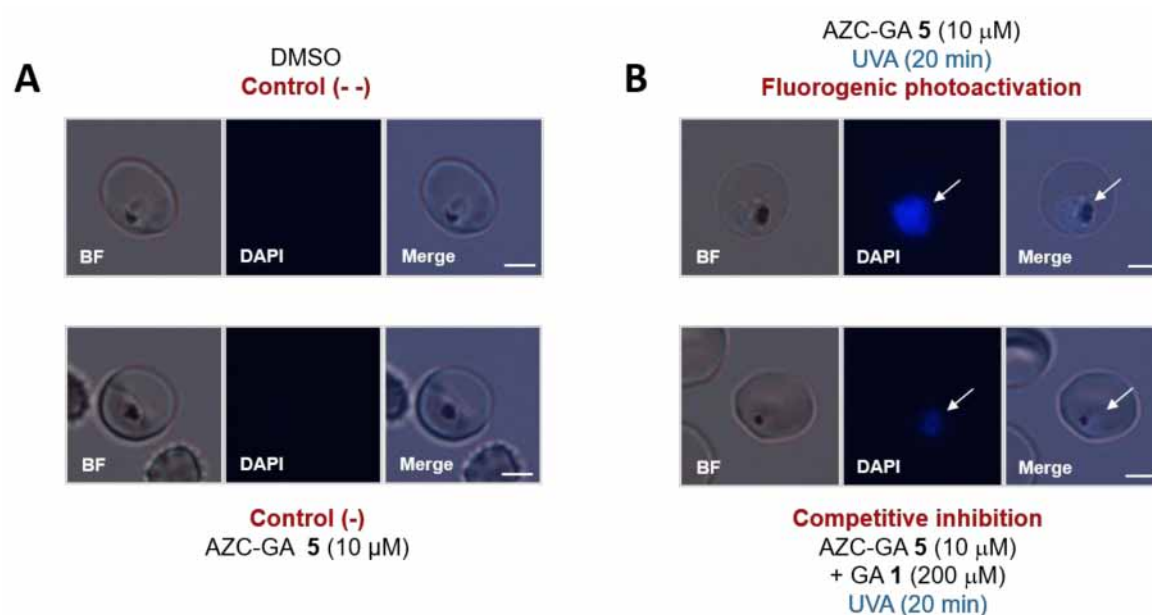 A
DMSO
Control (- -)
BF
DAPI
Merge
BF
DAPI
Merge
Control (-)
AZC-GA 5 (10 µM)
B
AZC-GA 5 (10 µM)
UVA (20 min)
Fluorogenic photoactivation
BF
DAPI
Merge
BF
DAPI
Merge
Competitive inhibition
AZC-GA 5 (10 µM)
+ GA 1 (200 µM)
UVA (20 min)